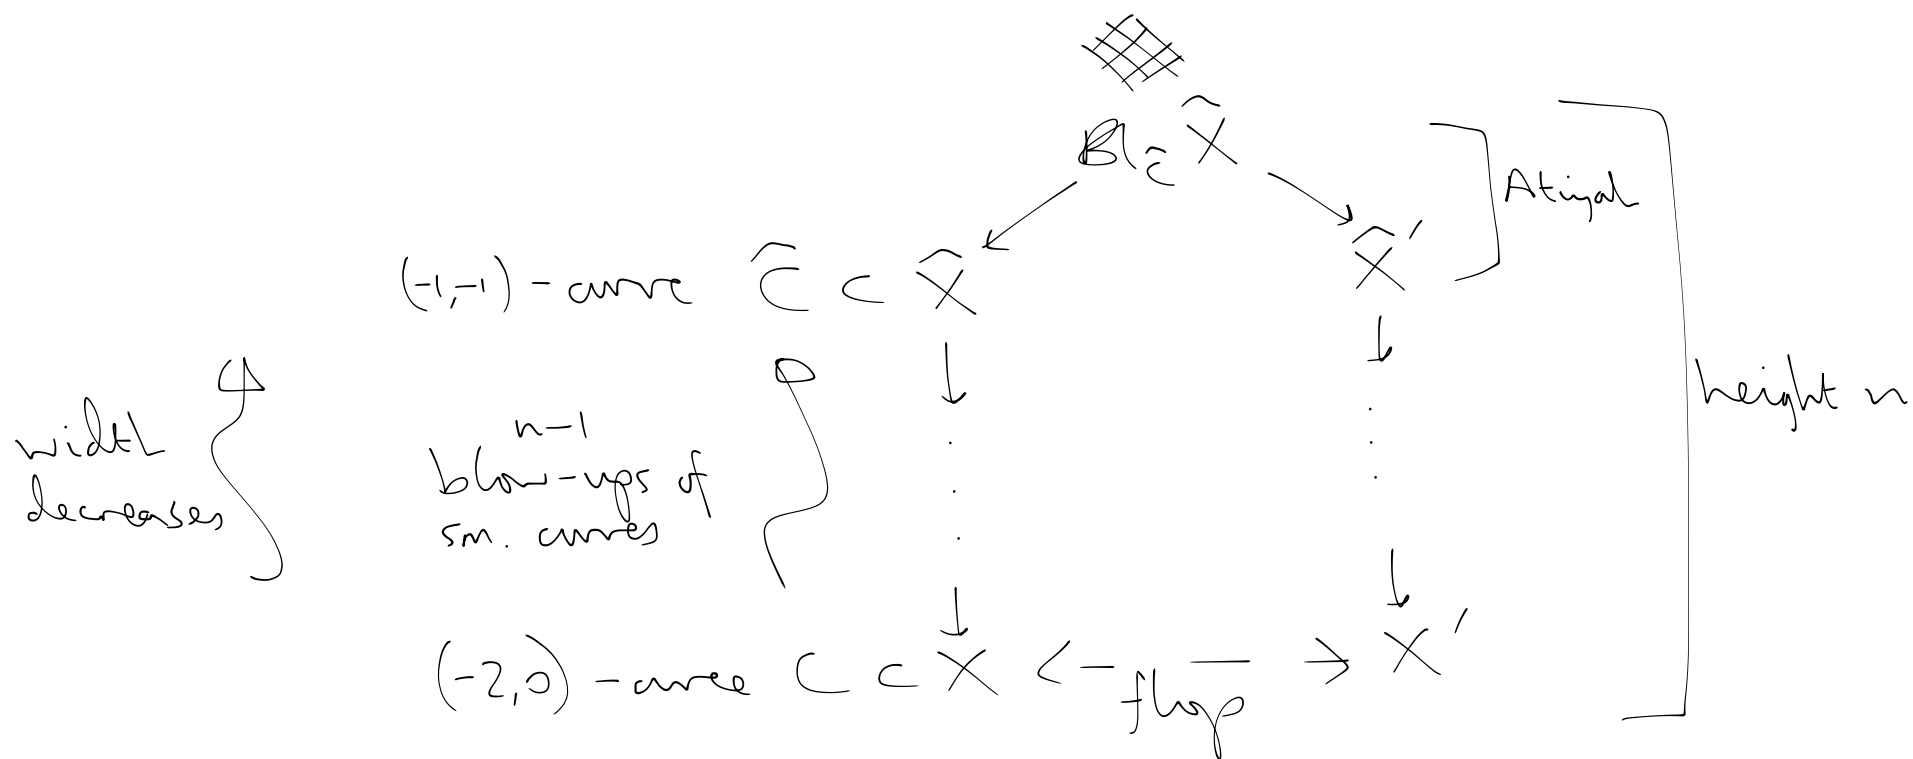 Bl_Ĉ X̂
Atiyah
X̂′
(-1,-1) - curve Ĉ ⊂ X̂
height n
width
decreases
n-1
blow-ups of
sm. curves
(-2,0) - curve C ⊂ X <- - -> X′
flop